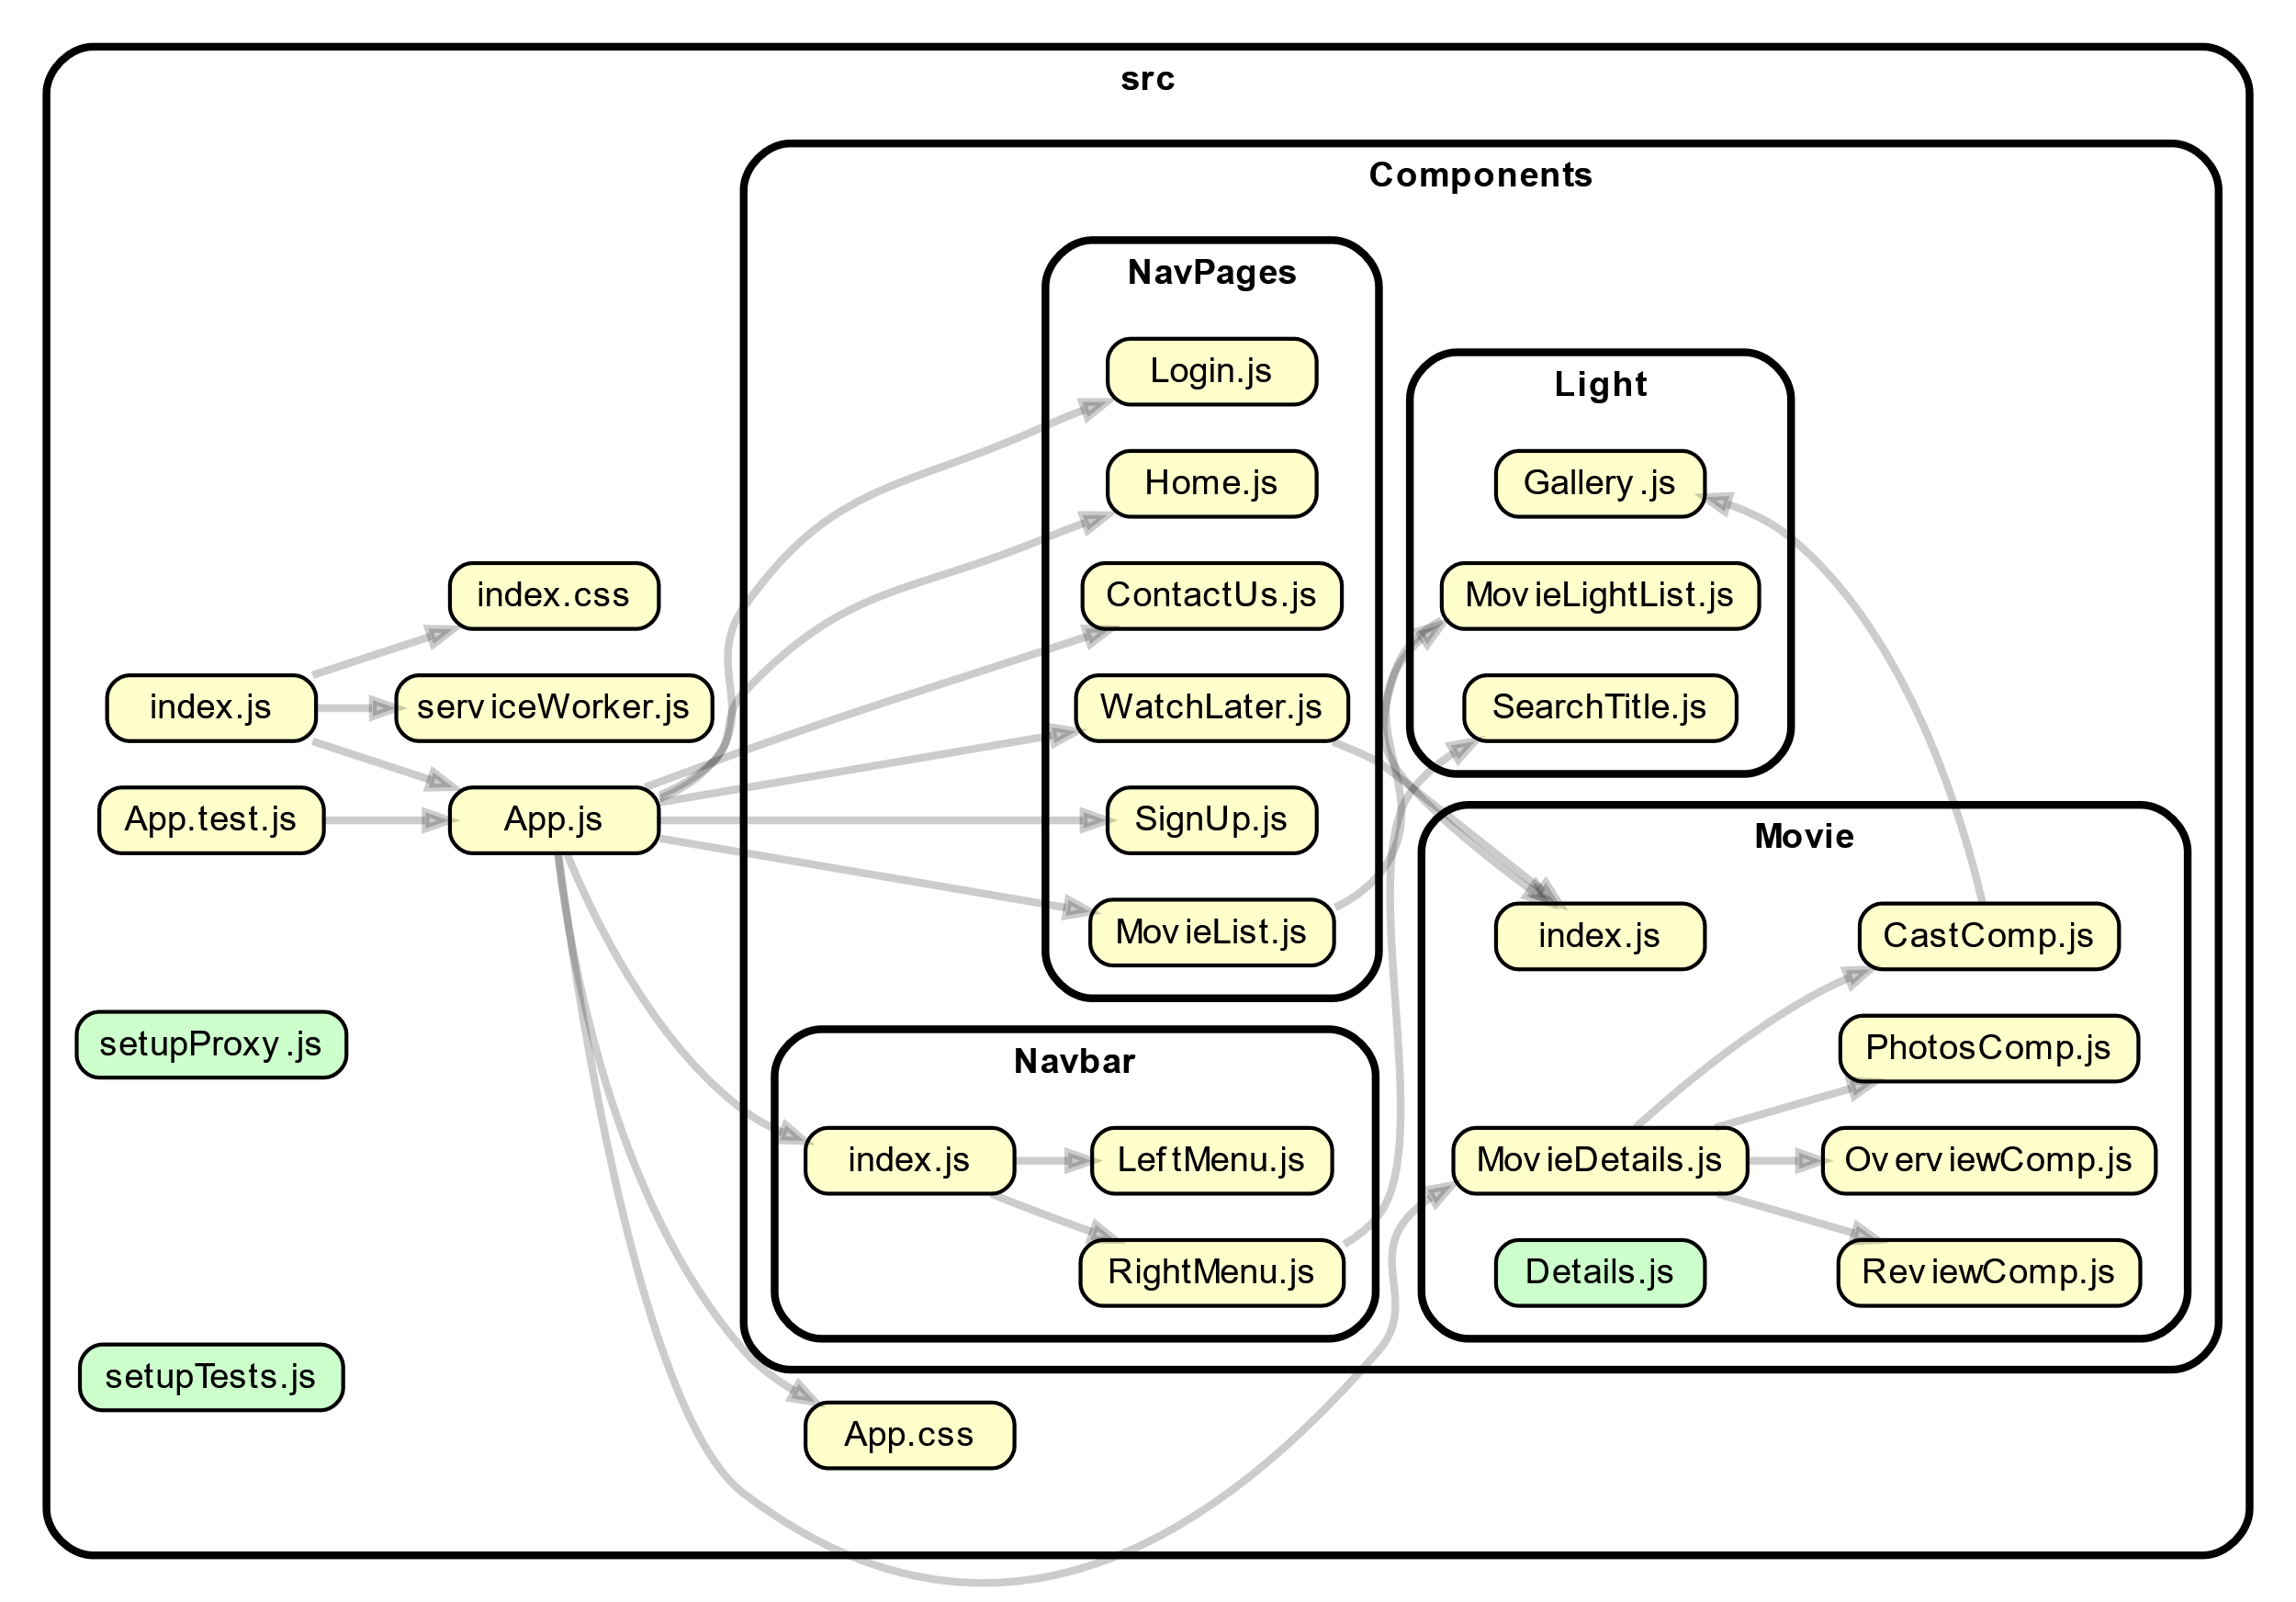 src
Components
NavPages
Login.js
Light
Home.js
Gallery.js
index.css
ContactUs.js
MovieLightList.js
index.js
serviceWorker.js
WatchLater.js
SearchTitle.js
App.test.js
App.js
SignUp.js
Movie
MovieList.js
index.js
CastComp.js
setupProxy.js
Navbar
PhotosComp.js
index.js
LeftMenu.js
MovieDetails.js
OverviewComp.js
RightMenu.js
Details.js
ReviewComp.js
setupTests.js
App.css